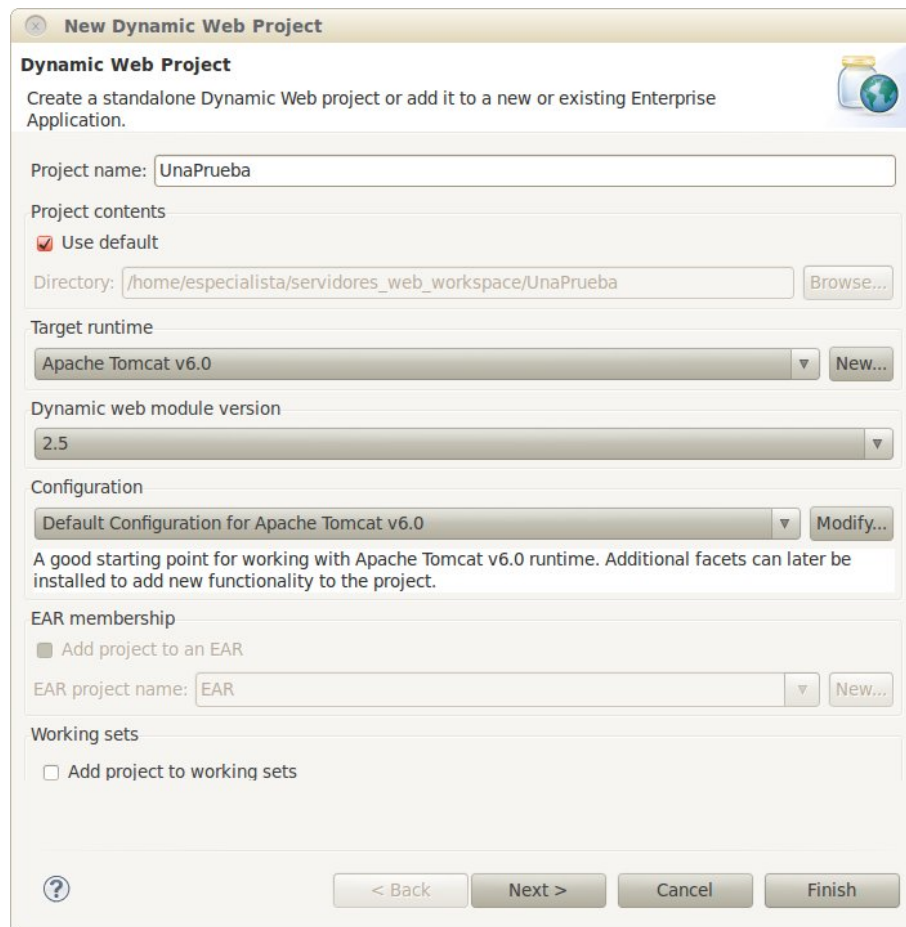 New Dynamic Web Project
Dynamic Web Project
Create a standalone Dynamic Web project or add it to a new or existing Enterprise
Application.
Project name: UnaPrueba
Project contents
Use default
Directory: /home/especialista/servidores_web_workspace/UnaPrueba Browse...
Target runtime
Apache Tomcat v6.0 New...
Dynamic web module version
2.5
Configuration
Default Configuration for Apache Tomcat v6.0 Modify...
A good starting point for working with Apache Tomcat v6.0 runtime. Additional facets can later be
installed to add new functionality to the project.
EAR membership
Add project to an EAR
EAR project name: EAR New...
Working sets
Add project to working sets
? < Back Next > Cancel Finish